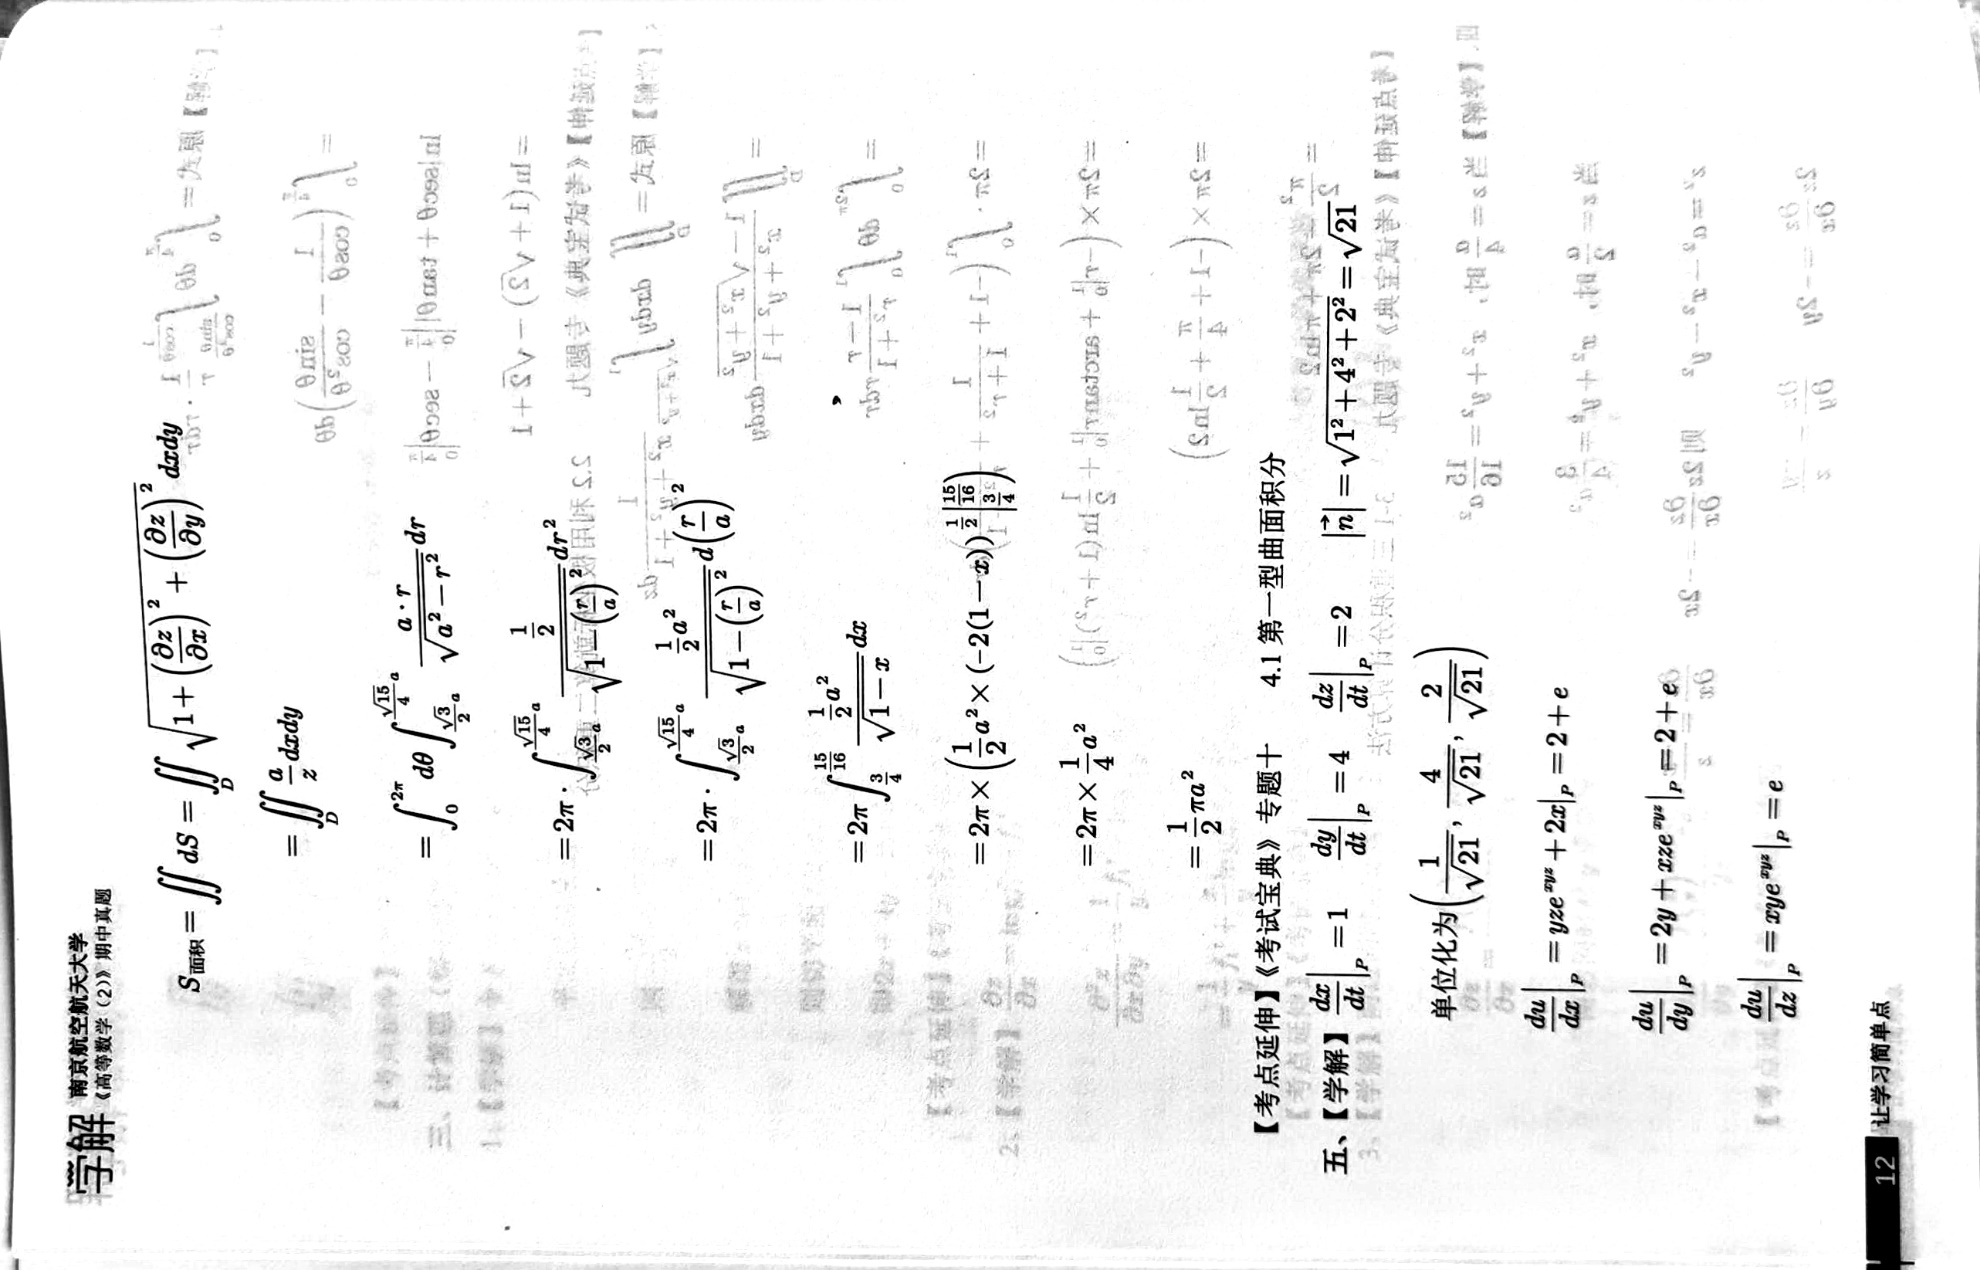 学解 南京航空航天大学
《高等数学（2）》期中真题
S面积 = ∬ dS = ∬_D √(1 + (∂z/∂x)² + (∂z/∂y)²) dxdy
= ∬_D a/z dxdy
= ∫_0^{2π} dθ ∫_{√3/2 a}^{√15/4 a} a·r/√(a² − r²) dr
= 2π · ∫_{√3/2 a}^{√15/4 a} (1/2)/√(1 − (r/a)²) dr²
= 2π · ∫_{√3/2 a}^{√15/4 a} (1/2 a²)/√(1 − (r/a)²) d(r/a)²
= 2π ∫_{3/4}^{15/16} (1/2 a²)/√(1 − x) dx
= 2π × (1/2 a² × (−2(1 − x))^{1/2} |_{3/4}^{15/16})
= 2π × 1/4 a²
= 1/2 πa²
【考点延伸】《考试宝典》专题十 4.1 第一型曲面积分
五、【学解】 dx/dt|_P = 1 dy/dt|_P = 4 dz/dt|_P = 2 |n⃗| = √(1² + 4² + 2²) = √21
单位化为 (1/√21, 4/√21, 2/√21)
du/dx|_P = yze^{xyz} + 2x|_P = 2 + e
du/dy|_P = 2y + xze^{xyz}|_P = 2 + e
du/dz|_P = xye^{xyz}|_P = e
12 让学习简单点